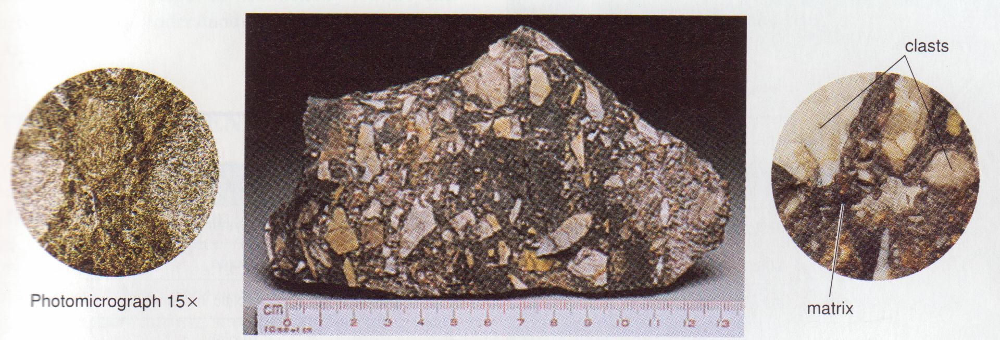 clasts
Photomicrograph 15×
matrix
cm
0 1 2 3 4 5 6 7 8 9 10 11 12 13